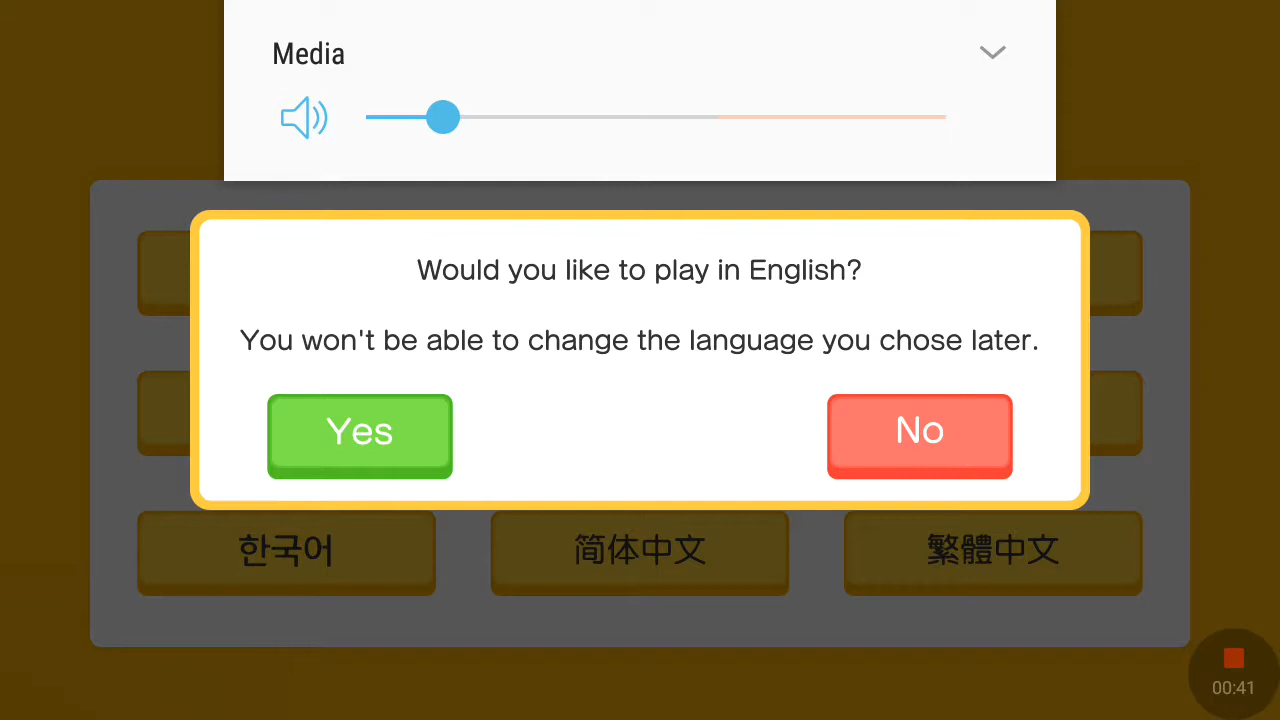 Media
Would you like to play in English?
You won't be able to change the language you chose later.
Yes
No
한국어
简体中文
繁體中文
00:41